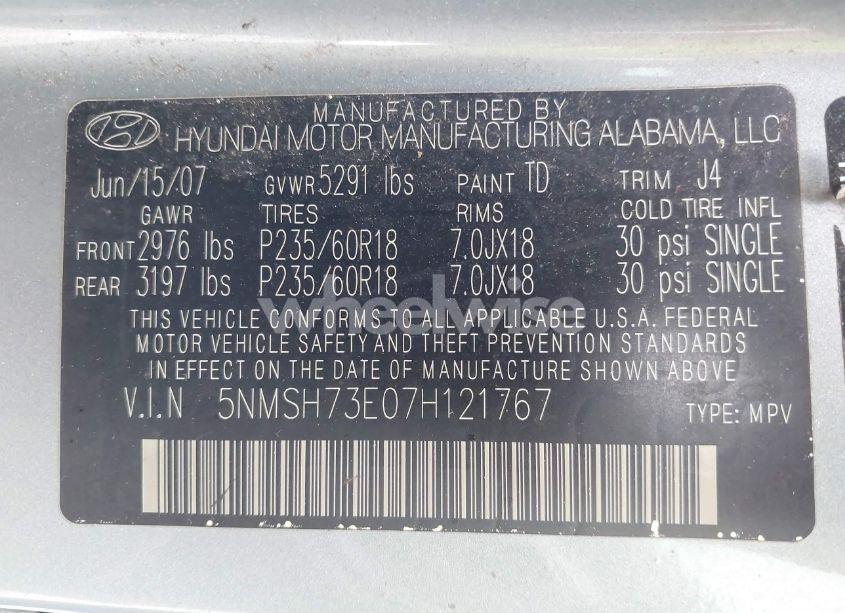 MANUFACTURED BY
HYUNDAI MOTOR MANUFACTURING ALABAMA, LLC
Jun/15/07 GVWR 5291 lbs PAINT TD TRIM J4
GAWR TIRES RIMS COLD TIRE INFL
FRONT 2976 lbs P235/60R18 7.0JX18 30 psi SINGLE
REAR 3197 lbs P235/60R18 7.0JX18 30 psi SINGLE
wheelwise
THIS VEHICLE CONFORMS TO ALL APPLICABLE U.S.A. FEDERAL
MOTOR VEHICLE SAFETY AND THEFT PREVENTION STANDARDS
IN EFFECT ON THE DATE OF MANUFACTURE SHOWN ABOVE
V.I.N 5NMSH73E07H121767 TYPE: MPV